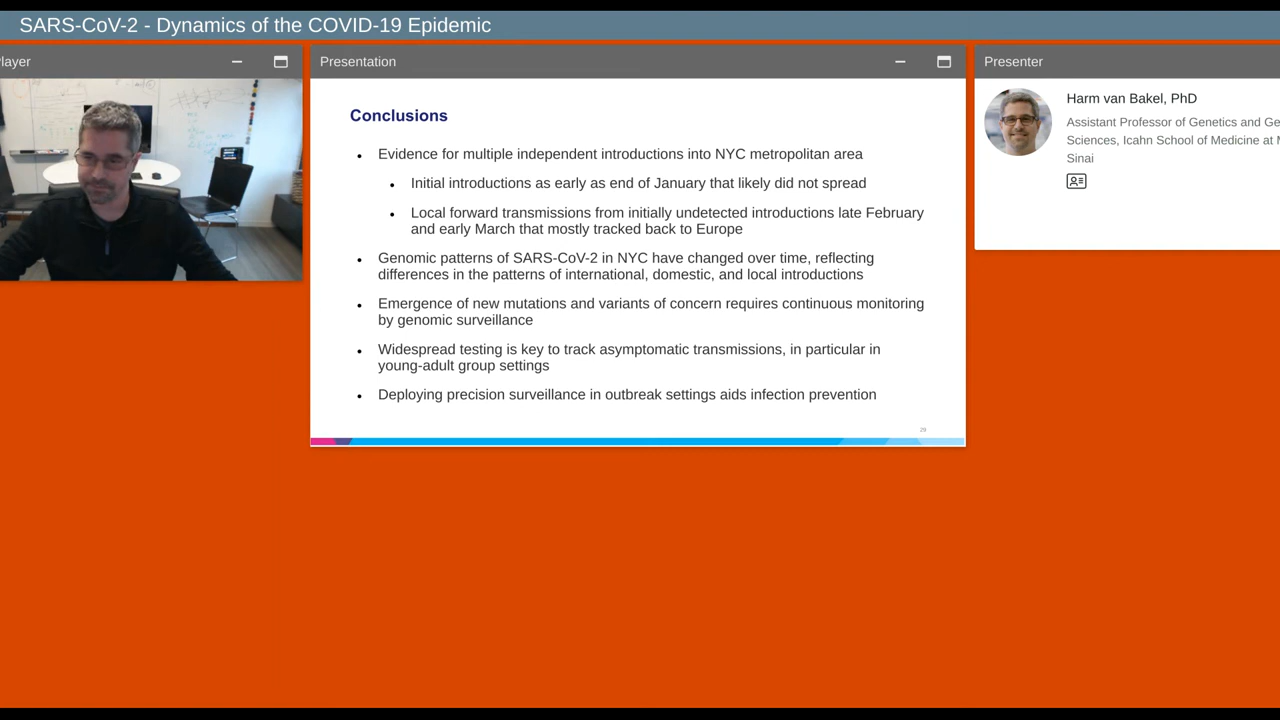 SARS-CoV-2 - Dynamics of the COVID-19 Epidemic
Presentation
Presenter
Harm van Bakel, PhD
Assistant Professor of Genetics and
Sciences, Icahn School of Medicine at
Sinai
Conclusions
• Evidence for multiple independent introductions into NYC metropolitan area
• Initial introductions as early as end of January that likely did not spread
• Local forward transmissions from initially undetected introductions late February
and early March that mostly tracked back to Europe
• Genomic patterns of SARS-CoV-2 in NYC have changed over time, reflecting
differences in the patterns of international, domestic, and local introductions
• Emergence of new mutations and variants of concern requires continuous monitoring
by genomic surveillance
• Widespread testing is key to track asymptomatic transmissions, in particular in
young-adult group settings
• Deploying precision surveillance in outbreak settings aids infection prevention
29